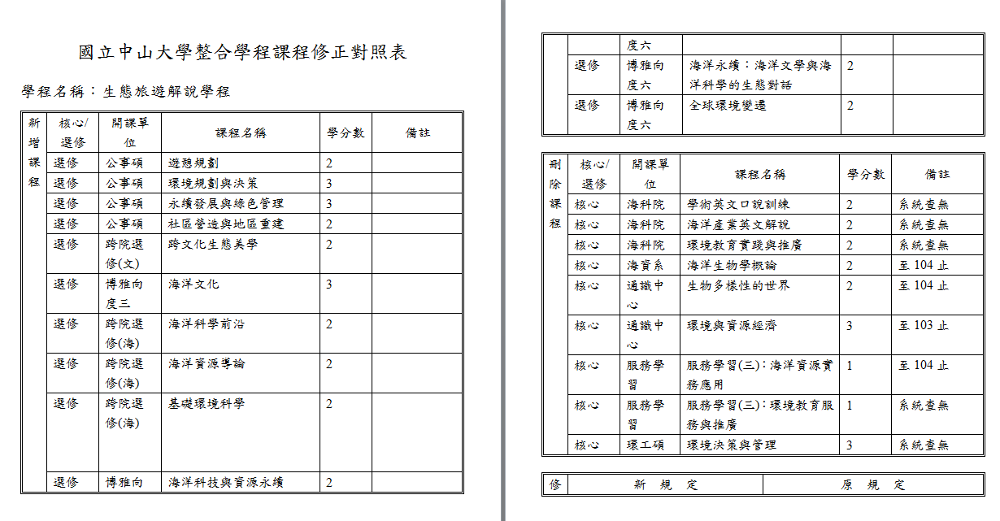 國立中山大學整合學程課程修正對照表
學程名稱：生態旅遊解說學程
新增課程 核心/選修 開課單位 課程名稱 學分數 備註
選修 公事碩 遊憩規劃 2
選修 公事碩 環境規劃與決策 3
選修 公事碩 永續發展與綠色管理 3
選修 公事碩 社區營造與地區重建 2
選修 跨院選 跨文化生態美學 2
修(文)
選修 博雅向 海洋文化 3
度三
選修 跨院選 海洋科學前沿 2
修(海)
選修 跨院選 海洋資源導論 2
修(海)
選修 跨院選 基礎環境科學 2
修(海)
選修 博雅向 海洋科技與資源永續 2
度六
選修 博雅向 海洋永續：海洋文學與海 2
度六 洋科學的生態對話
選修 博雅向 全球環境變遷 2
度六
刪除課程 核心/選修 開課單位 課程名稱 學分數 備註
核心 海科院 學術英文口說訓練 2 系統查無
核心 海科院 海洋產業英文解說 2 系統查無
核心 海科院 環境教育實踐與推廣 2 系統查無
核心 海資系 海洋生物學概論 2 至 104 止
核心 通識中 生物多樣性的世界 2 至 104 止
心
核心 通識中 環境與資源經濟 3 至 103 止
心
核心 服務學 服務學習(三)：海洋資源實 1 至 104 止
習 務應用
核心 服務學 服務學習(三)：環境教育服 1 系統查無
習 務與推廣
核心 環工碩 環境決策與管理 3 系統查無
修 新 規 定 原 規 定